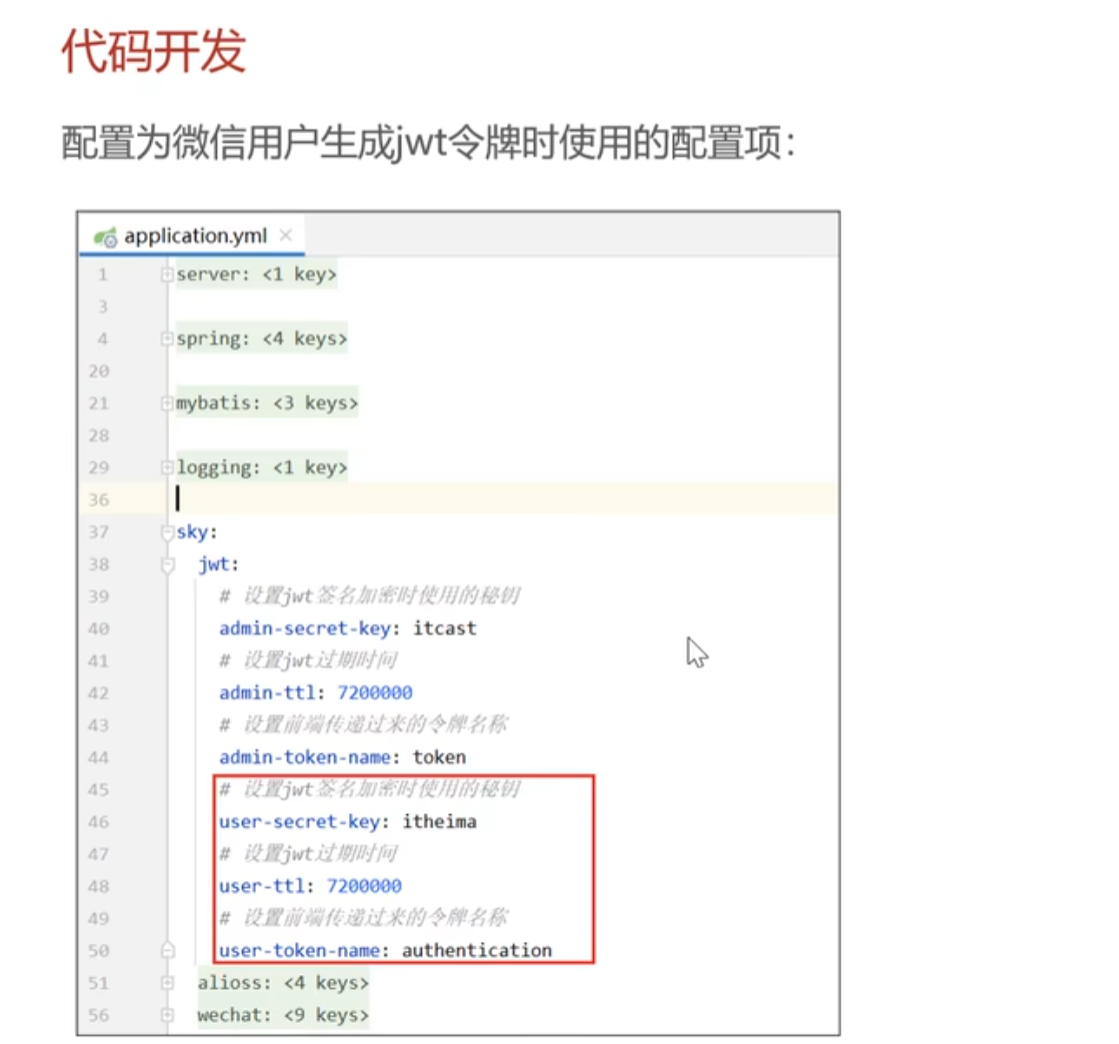 代码开发
配置为微信用户生成jwt令牌时使用的配置项：
application.yml
1 server: <1 key>
3
4 spring: <4 keys>
20
21 mybatis: <3 keys>
28
29 logging: <1 key>
36
37 sky:
38 jwt:
39 # 设置jwt签名加密时使用的秘钥
40 admin-secret-key: itcast
41 # 设置jwt过期时间
42 admin-ttl: 7200000
43 # 设置前端传递过来的令牌名称
44 admin-token-name: token
45 # 设置jwt签名加密时使用的秘钥
46 user-secret-key: itheima
47 # 设置jwt过期时间
48 user-ttl: 7200000
49 # 设置前端传递过来的令牌名称
50 user-token-name: authentication
51 alioss: <4 keys>
56 wechat: <9 keys>